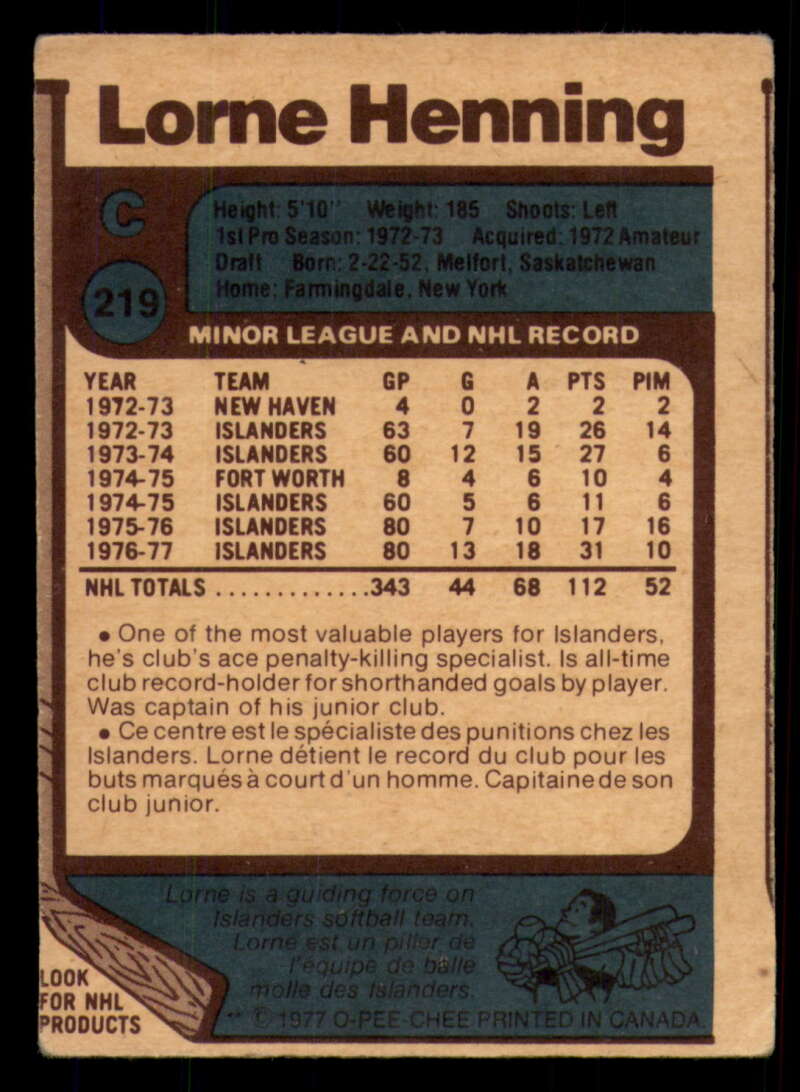 Lorne Henning
C
Height: 5'10" Weight: 185 Shoots: Left
1st Pro Season: 1972-73 Acquired: 1972 Amateur
Draft Born: 2-22-52, Melfort, Saskatchewan
Home: Farmingdale, New York
219
MINOR LEAGUE AND NHL RECORD
YEAR TEAM GP G A PTS PIM
1972-73 NEW HAVEN 4 0 2 2 2
1972-73 ISLANDERS 63 7 19 26 14
1973-74 ISLANDERS 60 12 15 27 6
1974-75 FORT WORTH 8 4 6 10 4
1974-75 ISLANDERS 60 5 6 11 6
1975-76 ISLANDERS 80 7 10 17 16
1976-77 ISLANDERS 80 13 18 31 10
NHL TOTALS .............343 44 68 112 52
• One of the most valuable players for Islanders,
he's club's ace penalty-killing specialist. Is all-time
club record-holder for shorthanded goals by player.
Was captain of his junior club.
• Ce centre est le spécialiste des punitions chez les
Islanders. Lorne détient le record du club pour les
buts marqués à court d'un homme. Capitaine de son
club junior.
Lorne is a guiding force on
Islanders softball team.
Lorne est un pilier de
l'équipe de balle
molle des Islanders.
LOOK
FOR NHL
PRODUCTS
** © 1977 O-PEE-CHEE PRINTED IN CANADA